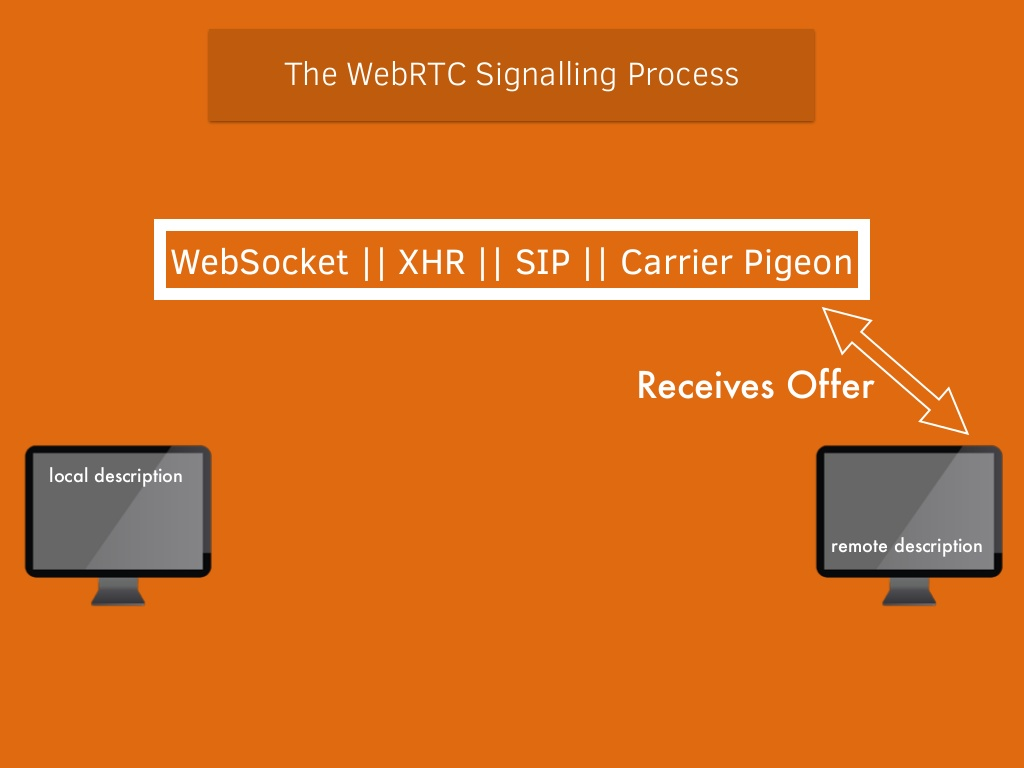 The WebRTC Signalling Process
WebSocket || XHR || SIP || Carrier Pigeon
Receives Offer
local description
remote description